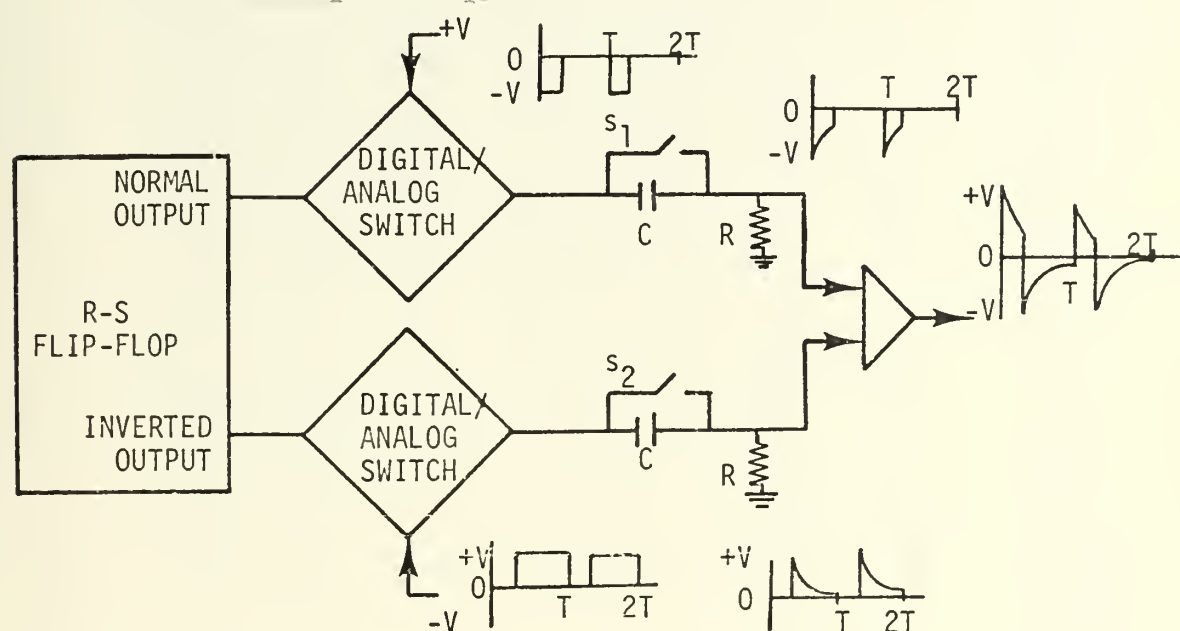 +V
0
-V
T
2T
0
-V
T
2T
S1
DIGITAL/
ANALOG
SWITCH
NORMAL
OUTPUT
C
R
+V
0
-V
T
2T
R-S
FLIP-FLOP
S2
DIGITAL/
ANALOG
SWITCH
INVERTED
OUTPUT
C
R
+V
0
T
2T
+V
0
T
2T
-V